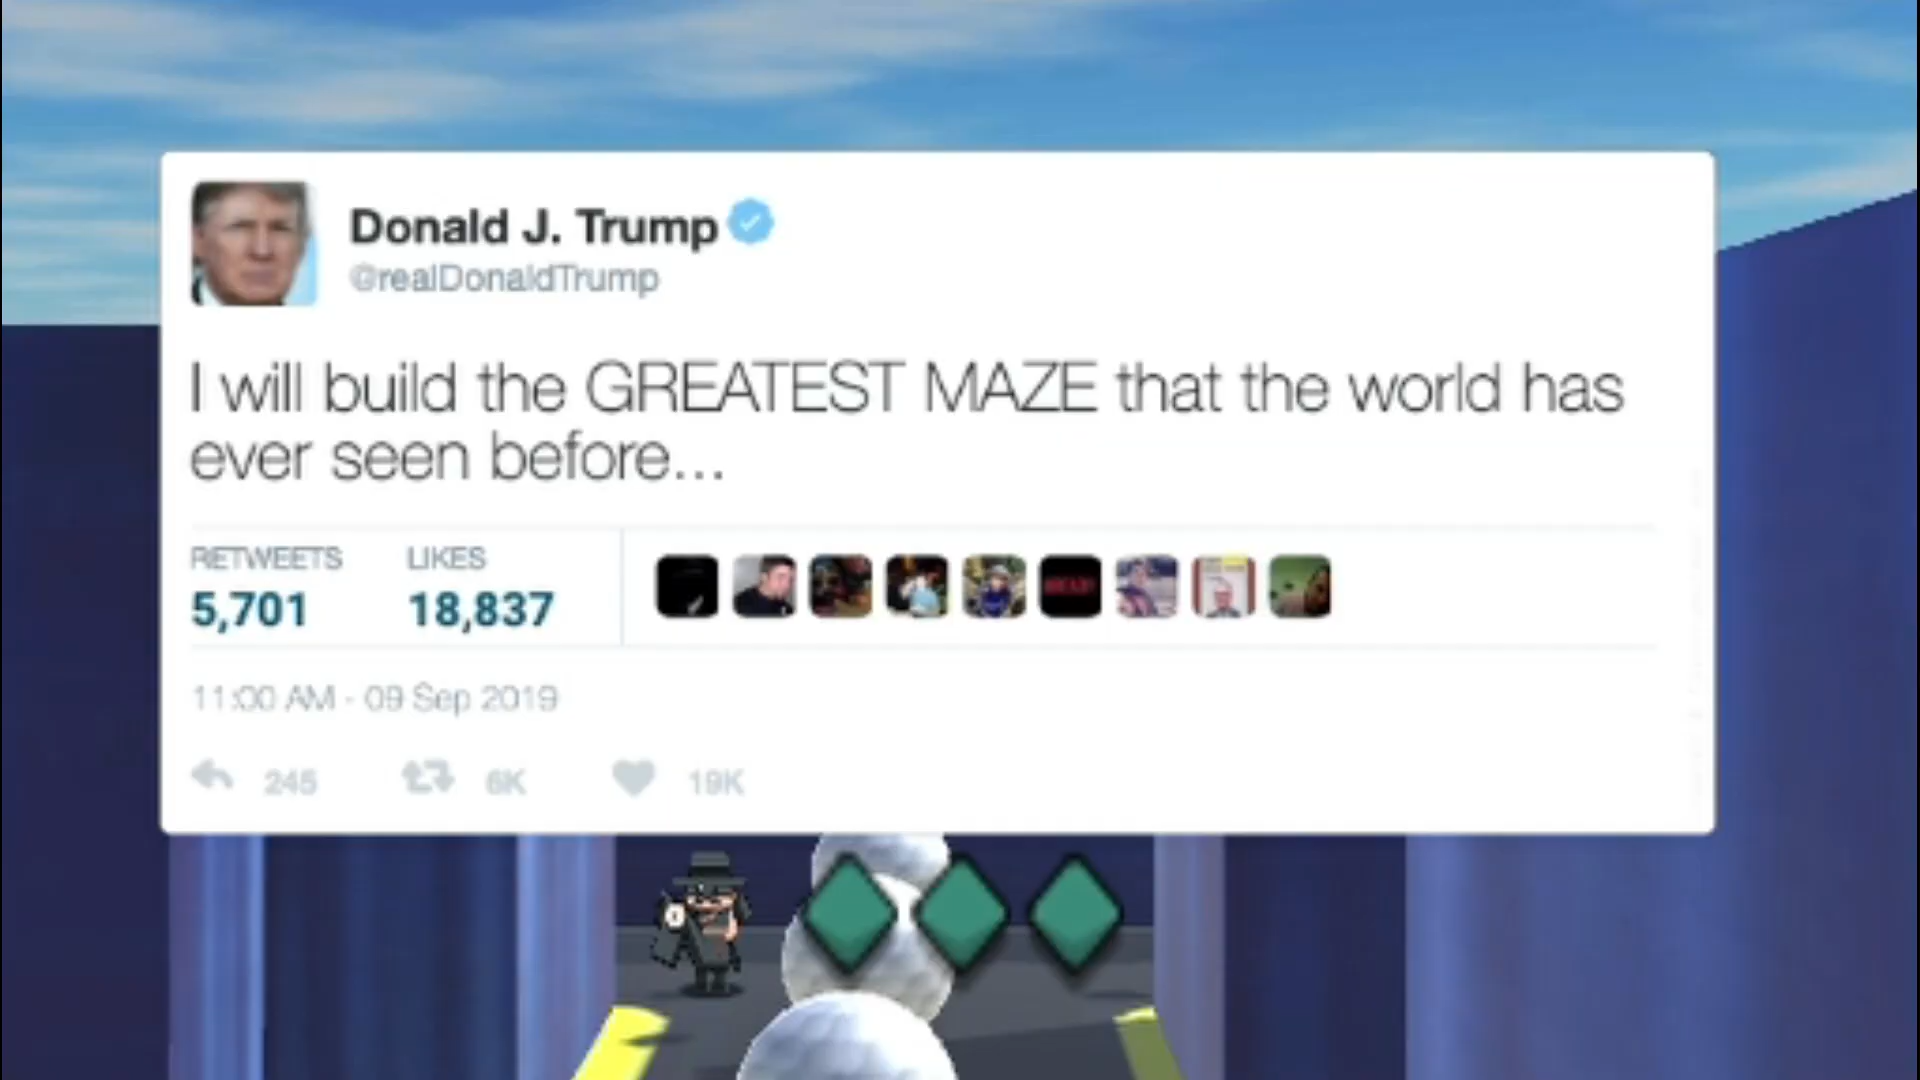 Donald J. Trump
@realDonaldTrump
I will build the GREATEST MAZE that the world has
ever seen before...
RETWEETS LIKES
5,701 18,837
11:00 AM - 09 Sep 2019
245 6K 19K